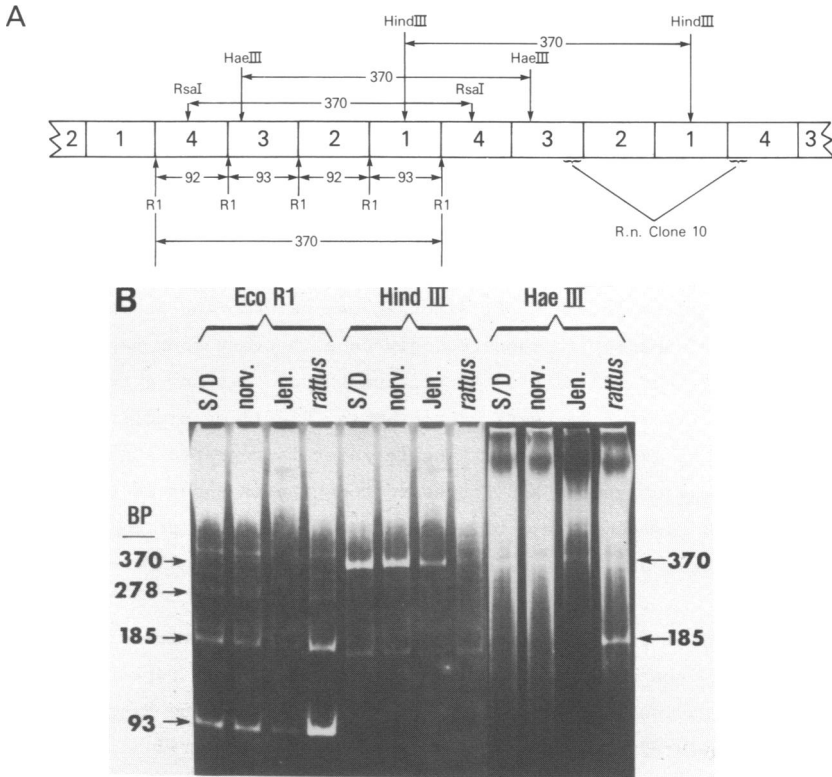 A
HindIII HindIII
370
HaeIII HaeIII
370
RsaI RsaI
370
2 1 4 3 2 1 4 3 2 1 4 3
92 93 92 93
R1 R1 R1 R1 R1
R.n. Clone 10
370
B
Eco R1 Hind III Hae III
S/D norv. Jen. rattus S/D norv. Jen. rattus S/D norv. Jen. rattus
BP
370 370
278
185 185
93